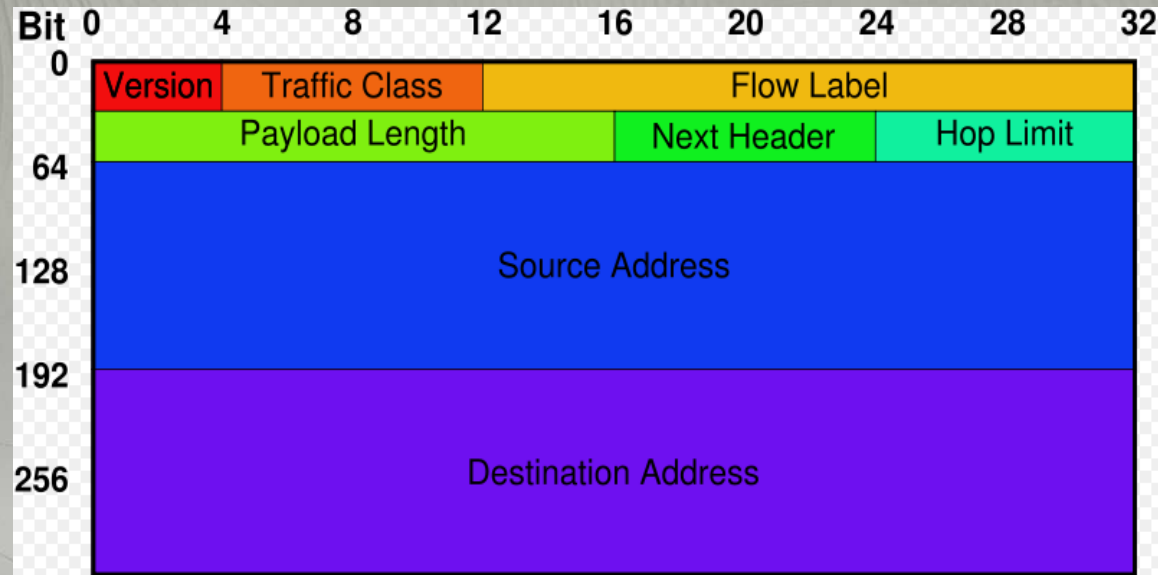 Bit 0 4 8 12 16 20 24 28 32
0
Version Traffic Class Flow Label
Payload Length Next Header Hop Limit
64
Source Address
128
192
Destination Address
256